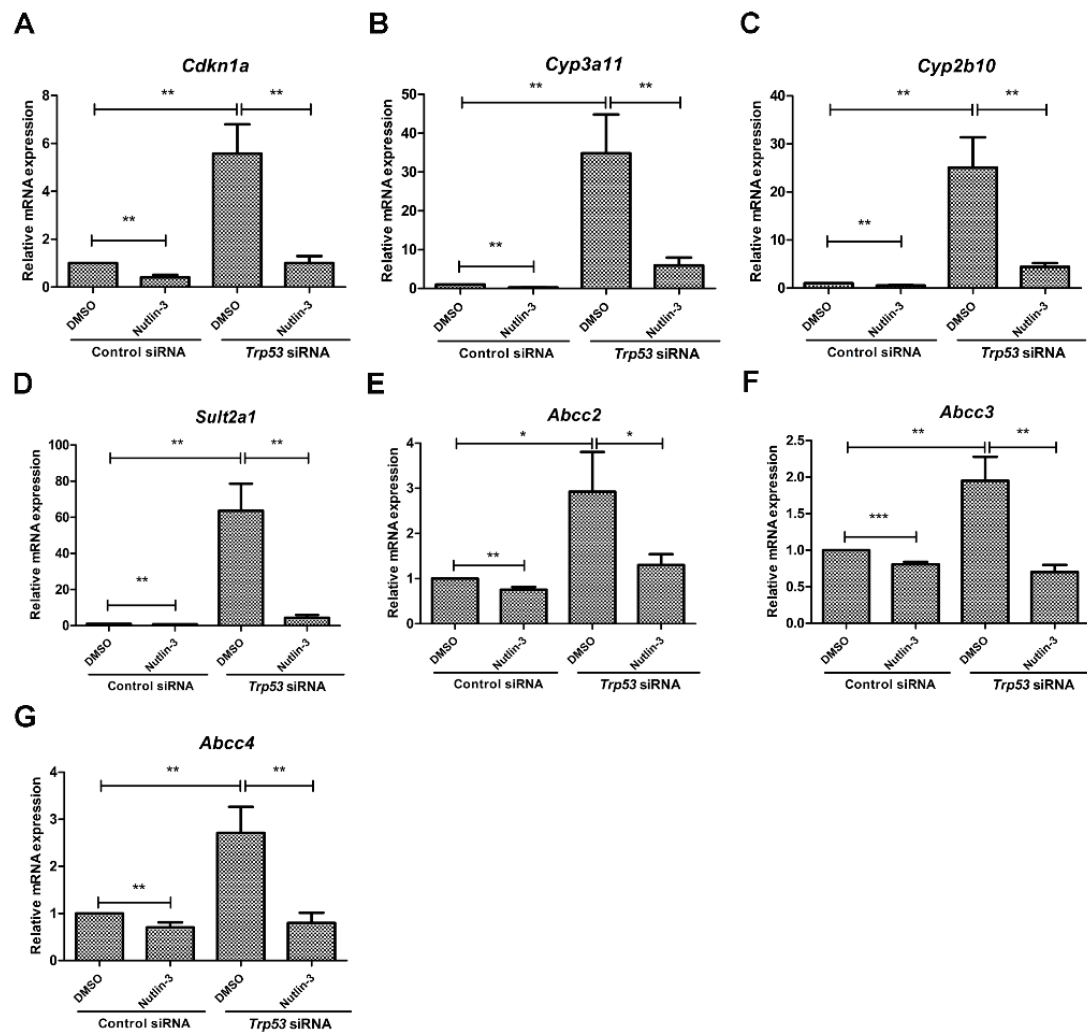 A
Cdkn1a
Relative mRNA expression
8
6
4
2
0
**
**
**
DMSO
Nutlin-3
DMSO
Nutlin-3
Control siRNA
Trp53 siRNA
B
Cyp3a11
Relative mRNA expression
50
40
30
20
10
0
**
**
**
DMSO
Nutlin-3
DMSO
Nutlin-3
Control siRNA
Trp53 siRNA
C
Cyp2b10
Relative mRNA expression
40
30
20
10
0
**
**
**
DMSO
Nutlin-3
DMSO
Nutlin-3
Control siRNA
Trp53 siRNA
D
Sult2a1
Relative mRNA expression
100
80
60
40
20
0
**
**
**
DMSO
Nutlin-3
DMSO
Nutlin-3
Control siRNA
Trp53 siRNA
E
Abcc2
Relative mRNA expression
4
3
2
1
0
*
*
**
DMSO
Nutlin-3
DMSO
Nutlin-3
Control siRNA
Trp53 siRNA
F
Abcc3
Relative mRNA expression
2.5
2.0
1.5
1.0
0.5
0.0
**
**
***
DMSO
Nutlin-3
DMSO
Nutlin-3
Control siRNA
Trp53 siRNA
G
Abcc4
Relative mRNA expression
4
3
2
1
0
**
**
**
DMSO
Nutlin-3
DMSO
Nutlin-3
Control siRNA
Trp53 siRNA